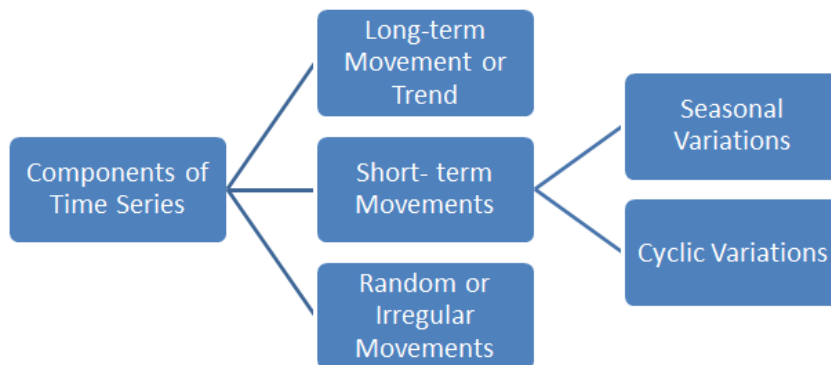 Components of
Time Series
Long-term
Movement or
Trend
Short- term
Movements
Random or
Irregular
Movements
Seasonal
Variations
Cyclic Variations